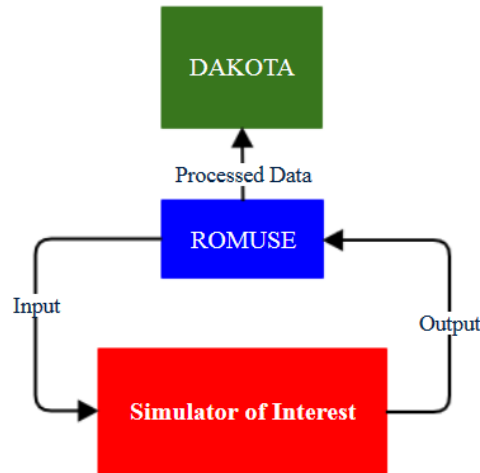 DAKOTA
Processed Data
ROMUSE
Input
Output
Simulator of Interest